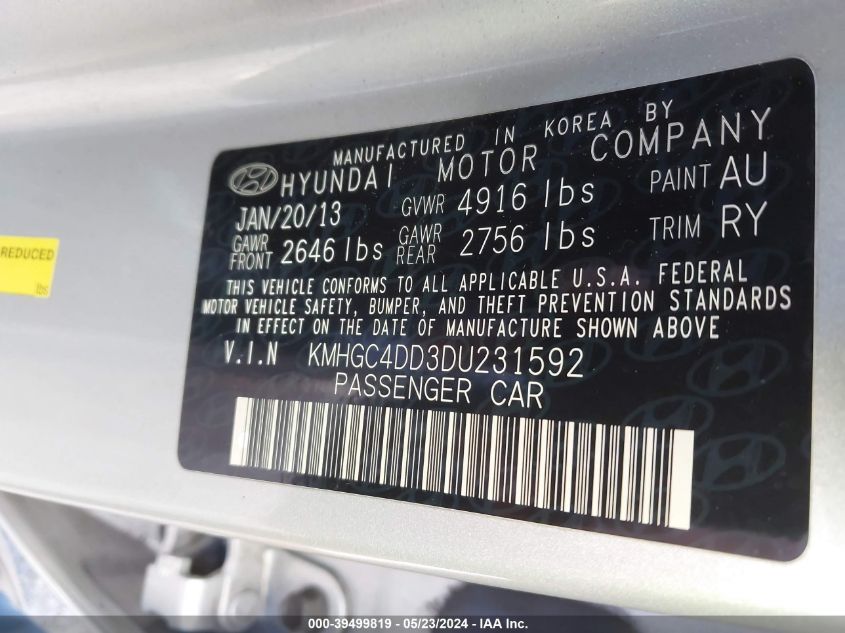 MANUFACTURED IN KOREA BY
HYUNDAI MOTOR COMPANY
JAN/20/13 GVWR 4916 lbs PAINT AU
GAWR FRONT 2646 lbs GAWR REAR 2756 lbs TRIM RY
THIS VEHICLE CONFORMS TO ALL APPLICABLE U.S.A. FEDERAL
MOTOR VEHICLE SAFETY, BUMPER, AND THEFT PREVENTION STANDARDS
IN EFFECT ON THE DATE OF MANUFACTURE SHOWN ABOVE
V.I.N KMHGC4DD3DU231592
PASSENGER CAR
REDUCED
lbs
000-39499819 - 05/23/2024 - IAA Inc.